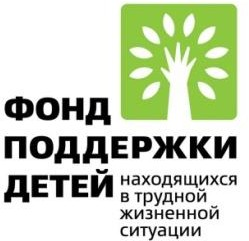 ФОНД
ПОДДЕРЖКИ
ДЕТЕЙ
находящихся
в трудной
жизненной
ситуации